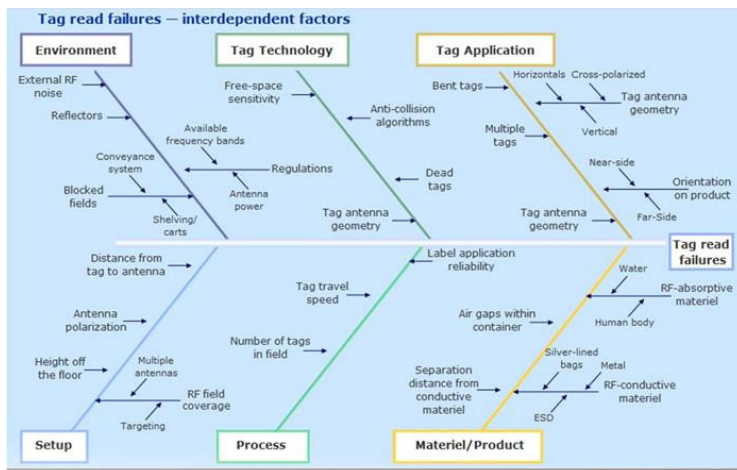 Tag read failures — interdependent factors
Environment
Tag Technology
Tag Application
External RF
noise
Reflectors
Conveyance
system
Blocked
fields
Shelving/
carts
Available
frequency bands
Regulations
Antenna
power
Free-space
sensitivity
Anti-collision
algorithms
Dead
tags
Tag antenna
geometry
Bent tags
Horizontals
Cross-polarized
Tag antenna
geometry
Vertical
Multiple
tags
Near-side
Orientation
on product
Far-Side
Tag antenna
geometry
Tag read
failures
Distance from
tag to antenna
Antenna
polarization
Height off
the floor
Multiple
antennas
RF field
coverage
Targeting
Label application
reliability
Tag travel
speed
Number of tags
in field
Water
RF-absorptive
materiel
Human body
Air gaps within
container
Silver-lined
bags
Metal
RF-conductive
materiel
ESD
Separation
distance from
conductive
materiel
Setup
Process
Materiel/Product